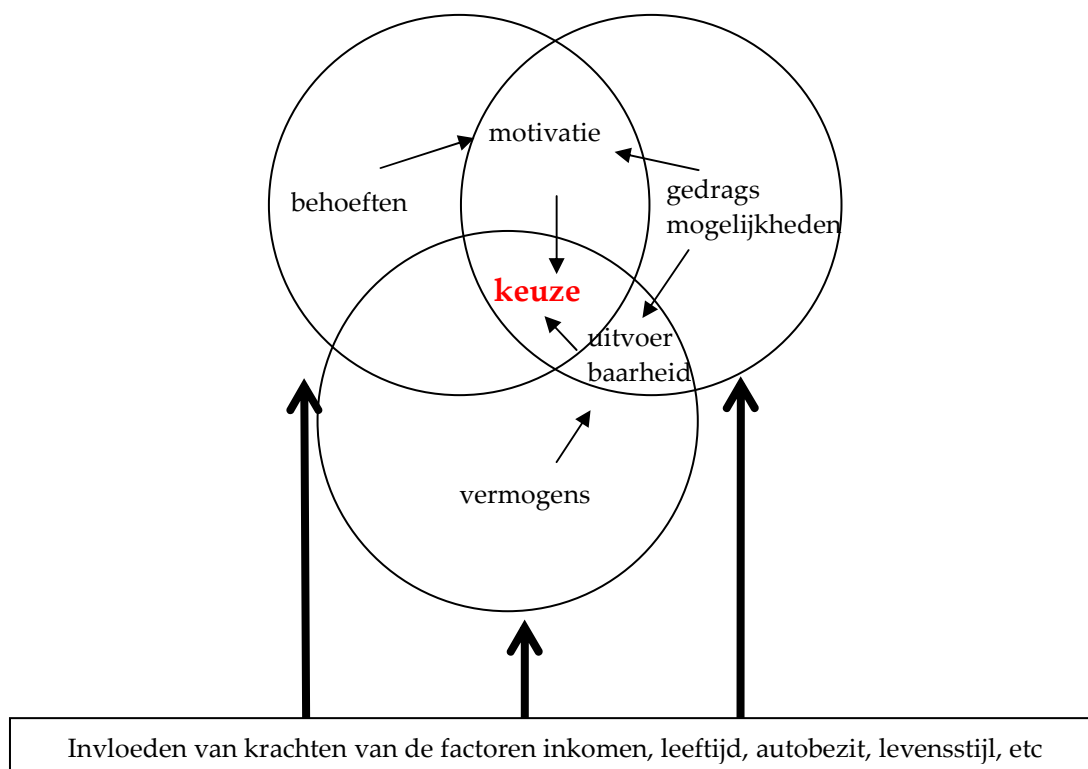 motivatie
behoeften
gedrags
mogelijkheden
keuze
uitvoer
baarheid
vermogens
Invloeden van krachten van de factoren inkomen, leeftijd, autobezit, levensstijl, etc